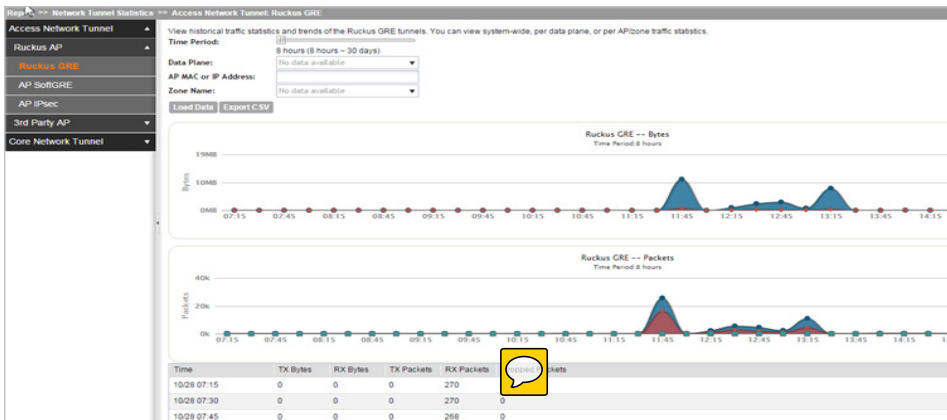 Rep >> Network Tunnel Statistics >> Access Network Tunnel: Ruckus GRE
Access Network Tunnel
Ruckus AP
Ruckus GRE
AP SoftGRE
AP IPsec
3rd Party AP
Core Network Tunnel
View historical traffic statistics and trends of the Ruckus GRE tunnels. You can view system-wide, per data plane, or per AP/zone traffic statistics.
Time Period:
8 hours (8 hours ~ 30 days)
Data Plane: No data available
AP MAC or IP Address:
Zone Name: No data available
Load Data Export CSV
Ruckus GRE -- Bytes
Time Period 8 hours
19MB
10MB
0MB
Bytes
07:15 07:45 08:15 08:45 09:15 09:45 10:15 10:45 11:15 11:45 12:15 12:45 13:15 13:45 14:15
Ruckus GRE -- Packets
Time Period 8 hours
40k
20k
0k
Packets
07:15 07:45 08:15 08:45 09:15 09:45 10:15 10:45 11:15 11:45 12:15 12:45 13:15 13:45 14:15
Time TX Bytes RX Bytes TX Packets RX Packets
10/28 07:15 0 0 0 270
10/28 07:30 0 0 0 270 0
10/28 07:45 0 0 0 268 0